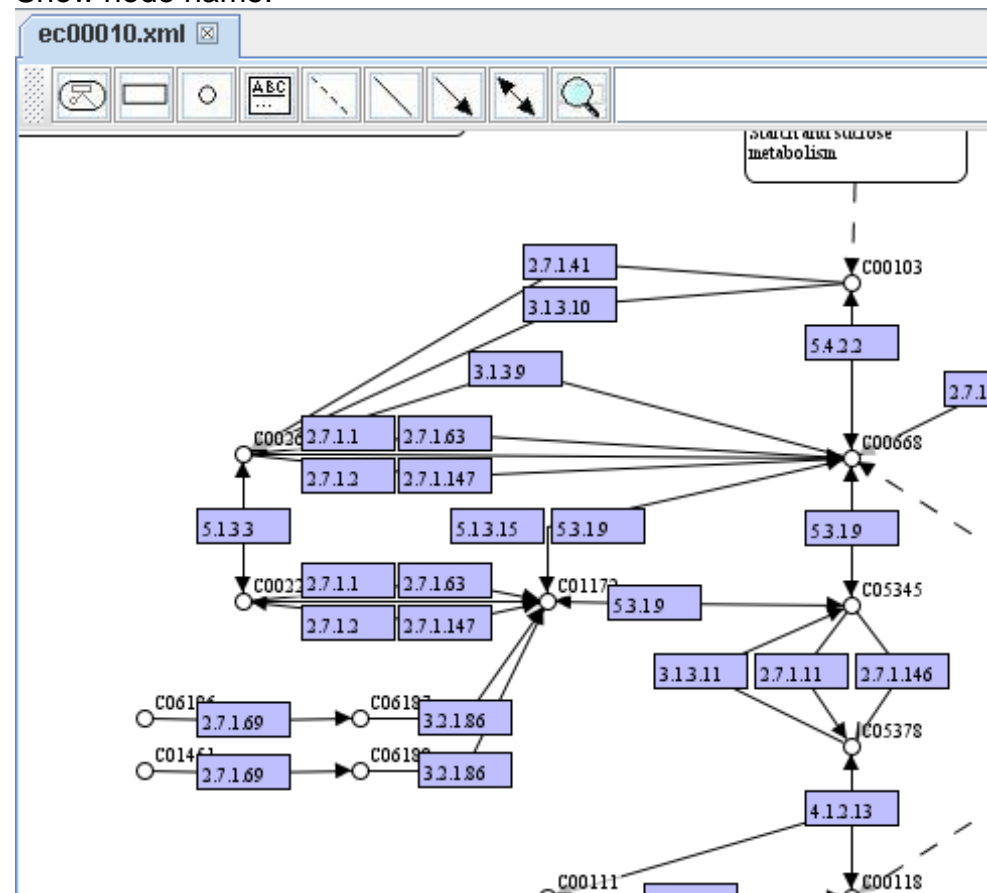 Show node name.
ec00010.xml
ABC
...
Starch and sucrose
metabolism
2.7.1.41
C00103
3.1.3.10
5.4.2.2
3.1.3.9
2.7.1
2.7.1.1
2.7.1.63
C00668
2.7.1.2
2.7.1.147
5.1.3.3
5.1.3.15
5.3.1.9
5.3.1.9
2.7.1.1
2.7.1.63
C05345
5.3.1.9
2.7.1.2
2.7.1.147
3.1.3.11
2.7.1.11
2.7.1.146
2.7.1.69
3.2.1.86
C05378
2.7.1.69
3.2.1.86
4.1.2.13
C00111
C00118